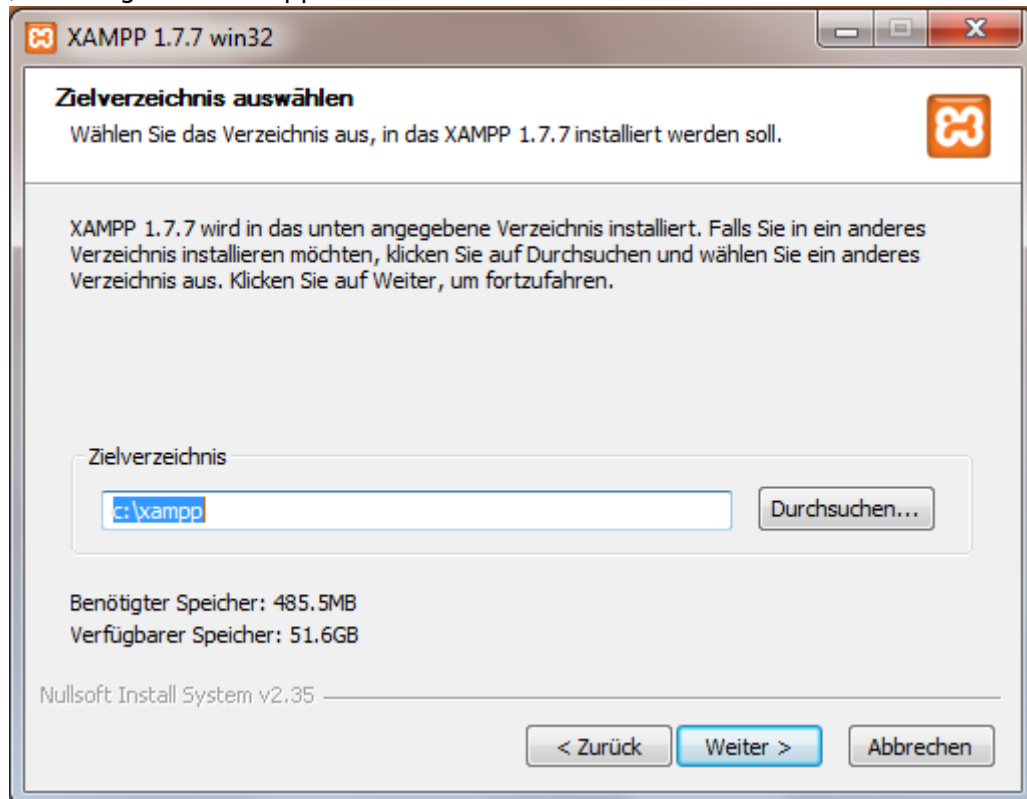 XAMPP 1.7.7 win32
Zielverzeichnis auswählen
Wählen Sie das Verzeichnis aus, in das XAMPP 1.7.7 installiert werden soll.
XAMPP 1.7.7 wird in das unten angegebene Verzeichnis installiert. Falls Sie in ein anderes
Verzeichnis installieren möchten, klicken Sie auf Durchsuchen und wählen Sie ein anderes
Verzeichnis aus. Klicken Sie auf Weiter, um fortzufahren.
Zielverzeichnis
c:\xampp
Durchsuchen...
Benötigter Speicher: 485.5MB
Verfügbarer Speicher: 51.6GB
Nullsoft Install System v2.35
< Zurück
Weiter >
Abbrechen